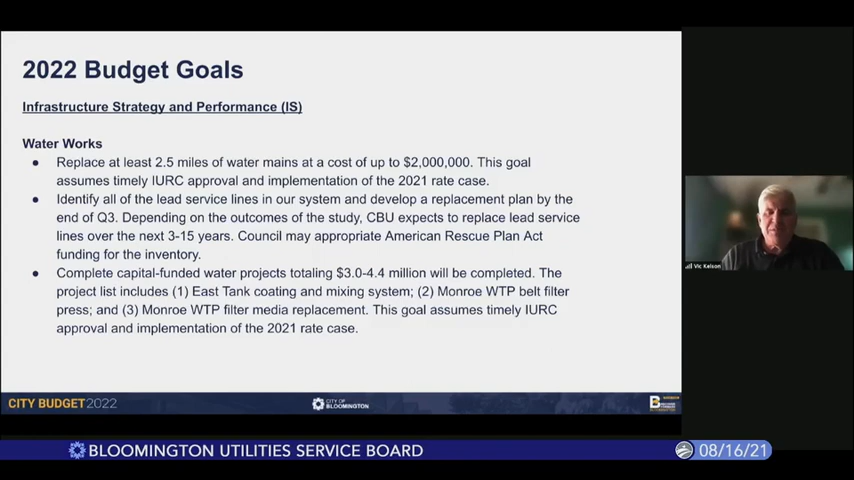 2022 Budget Goals
Infrastructure Strategy and Performance (IS)
Water Works
● Replace at least 2.5 miles of water mains at a cost of up to $2,000,000. This goal
assumes timely IURC approval and implementation of the 2021 rate case.
● Identify all of the lead service lines in our system and develop a replacement plan by the
end of Q3. Depending on the outcomes of the study, CBU expects to replace lead service
lines over the next 3-15 years. Council may appropriate American Rescue Plan Act
funding for the inventory.
● Complete capital-funded water projects totaling $3.0-4.4 million will be completed. The
project list includes (1) East Tank coating and mixing system; (2) Monroe WTP belt filter
press; and (3) Monroe WTP filter media replacement. This goal assumes timely IURC
approval and implementation of the 2021 rate case.
Vic Kelson
CITY BUDGET 2022
CITY OF
BLOOMINGTON
B
BLOOMINGTON UTILITIES SERVICE BOARD
08/16/21